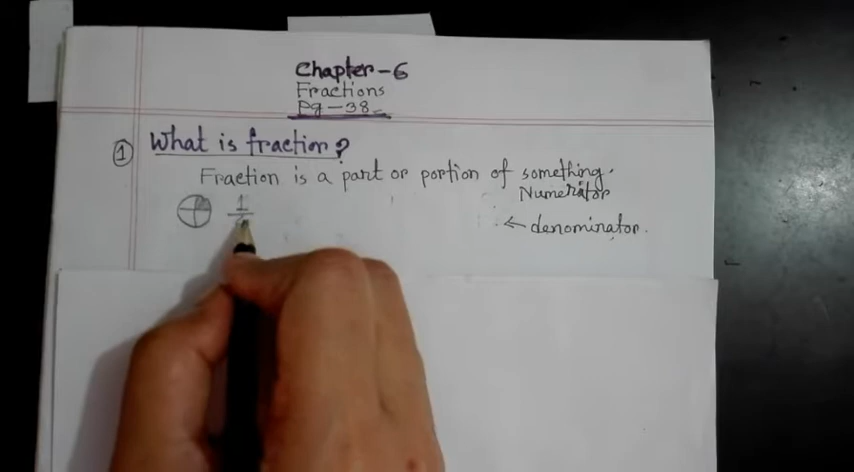 Chapter-6
Fractions
Pg-38
① What is fraction?
Fraction is a part or portion of something.
Numerator
1
← denominator.